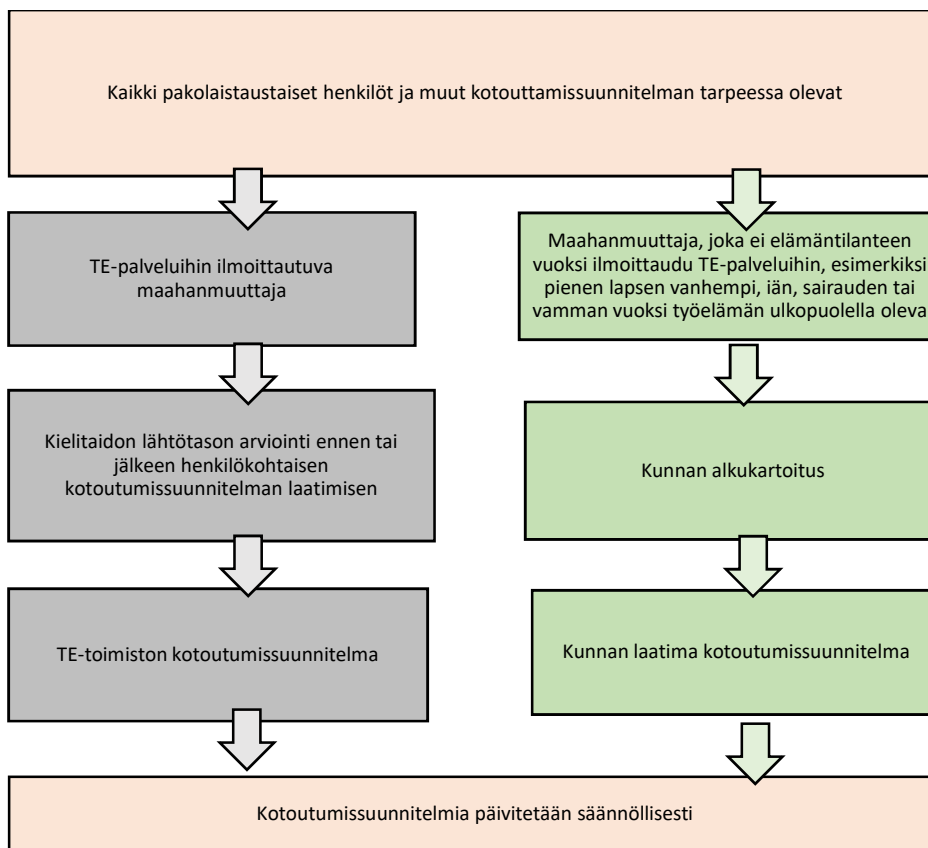 Kaikki pakolaistaustaiset henkilöt ja muut kotouttamissuunnitelman tarpeessa olevat
TE-palveluihin ilmoittautuva
maahanmuuttaja
Maahanmuuttaja, joka ei elämäntilanteen
vuoksi ilmoittaudu TE-palveluihin, esimerkiksi
pienen lapsen vanhempi, iän, sairauden tai
vamman vuoksi työelämän ulkopuolella oleva
Kielitaidon lähtötason arviointi ennen tai
jälkeen henkilökohtaisen
kotoutumissuunnitelman laatimisen
Kunnan alkukartoitus
TE-toimiston kotoutumissuunnitelma
Kunnan laatima kotoutumissuunnitelma
Kotoutumissuunnitelmia päivitetään säännöllisesti